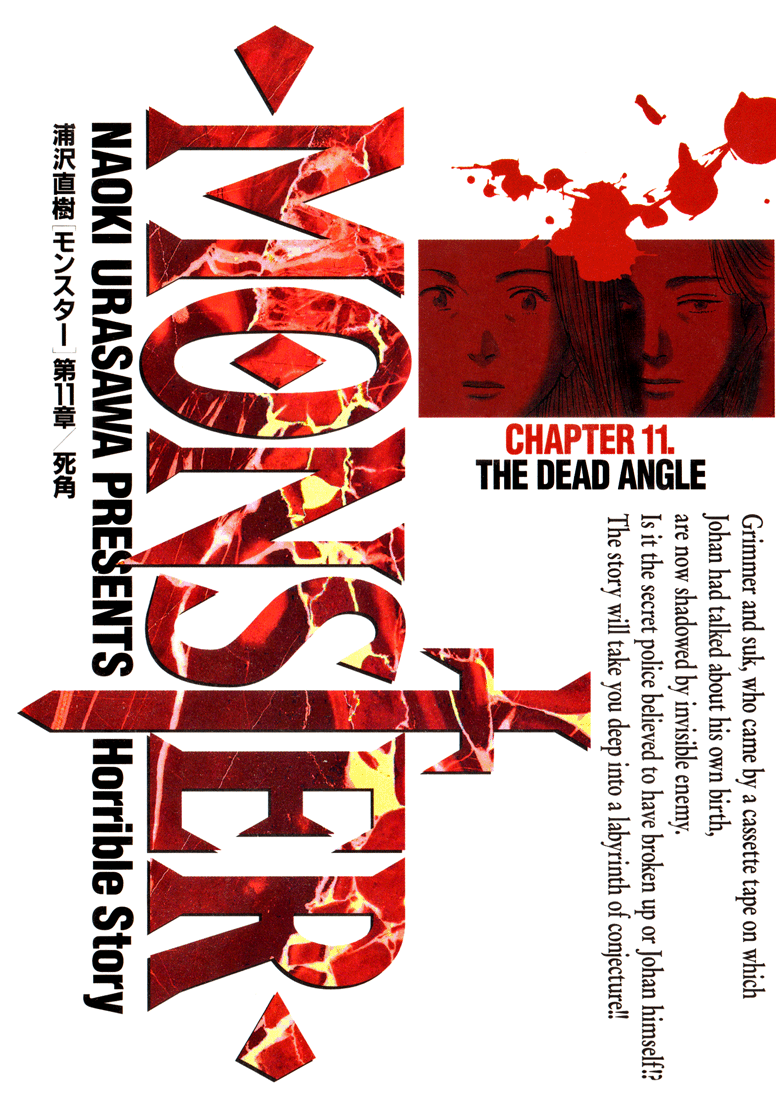 CHAPTER 11.
THE DEAD ANGLE
Grimmer and suk, who came by a cassette tape on which
Johan had talked about his own birth,
are now shadowed by invisible enemy.
Is it the secret police believed to have broken up or Johan himself!?
The story will take you deep into a labyrinth of conjecture!!
MONSTER
NAOKI URASAWA PRESENTS Horrible Story
浦沢直樹[モンスター]第11章/死角